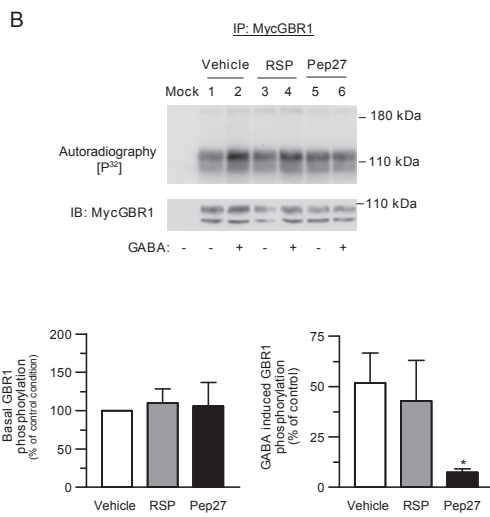 B
IP: MycGBR1
Vehicle RSP Pep27
Mock 1 2 3 4 5 6
180 kDa
Autoradiography
[P³²]
110 kDa
IB: MycGBR1
110 kDa
GABA: - - + - + - +
Basal GBR1
phosphorylation
(% of control condition)
200
150
100
50
0
Vehicle RSP Pep27
GABA induced GBR1
phosphorylation
(% of control)
75
50
25
0
*
Vehicle RSP Pep27